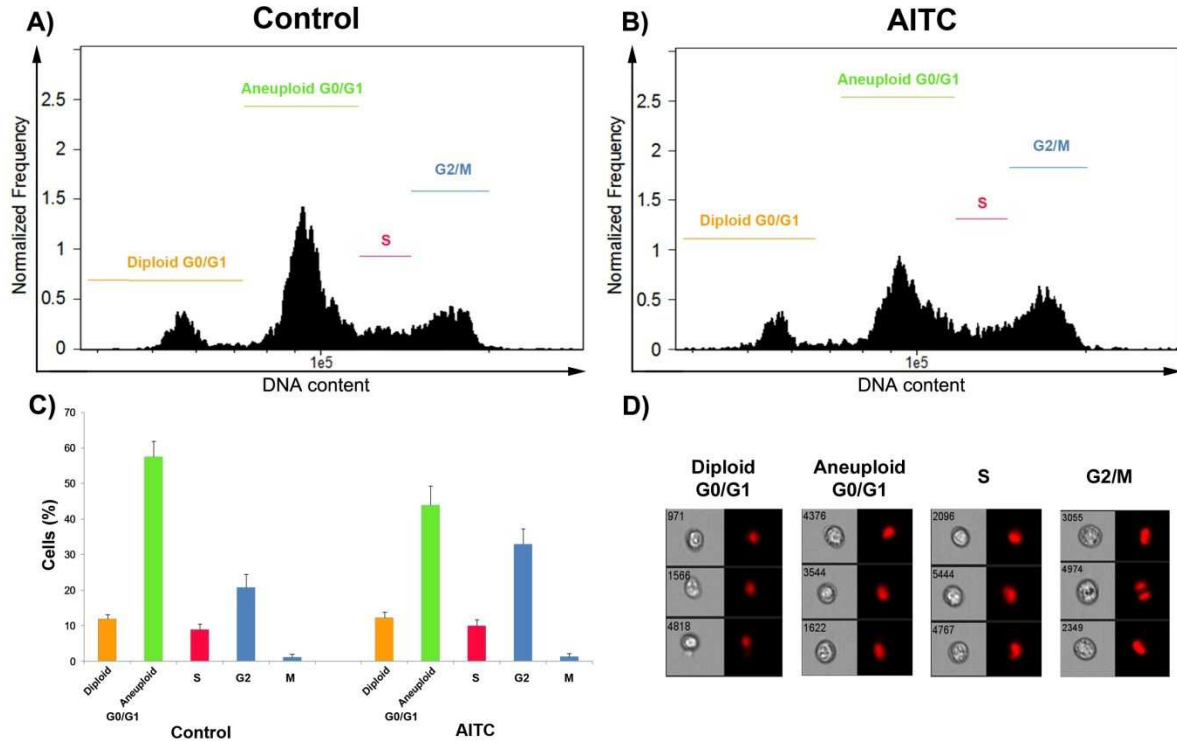 A)
Control
Normalized Frequency
2.5
2
1.5
1
0.5
0
Aneuploid G0/G1
G2/M
S
Diploid G0/G1
1e5
DNA content
B)
AITC
Normalized Frequency
2.5
2
1.5
1
0.5
0
Aneuploid G0/G1
G2/M
S
Diploid G0/G1
1e5
DNA content
C)
Cells (%)
70
60
50
40
30
20
10
0
Diploid Aneuploid S G2 M
G0/G1
Control
Diploid Aneuploid S G2 M
G0/G1
AITC
D)
Diploid
G0/G1
971
1566
4818
Aneuploid
G0/G1
4376
3544
1622
S
2096
5444
4767
G2/M
3055
4974
2349